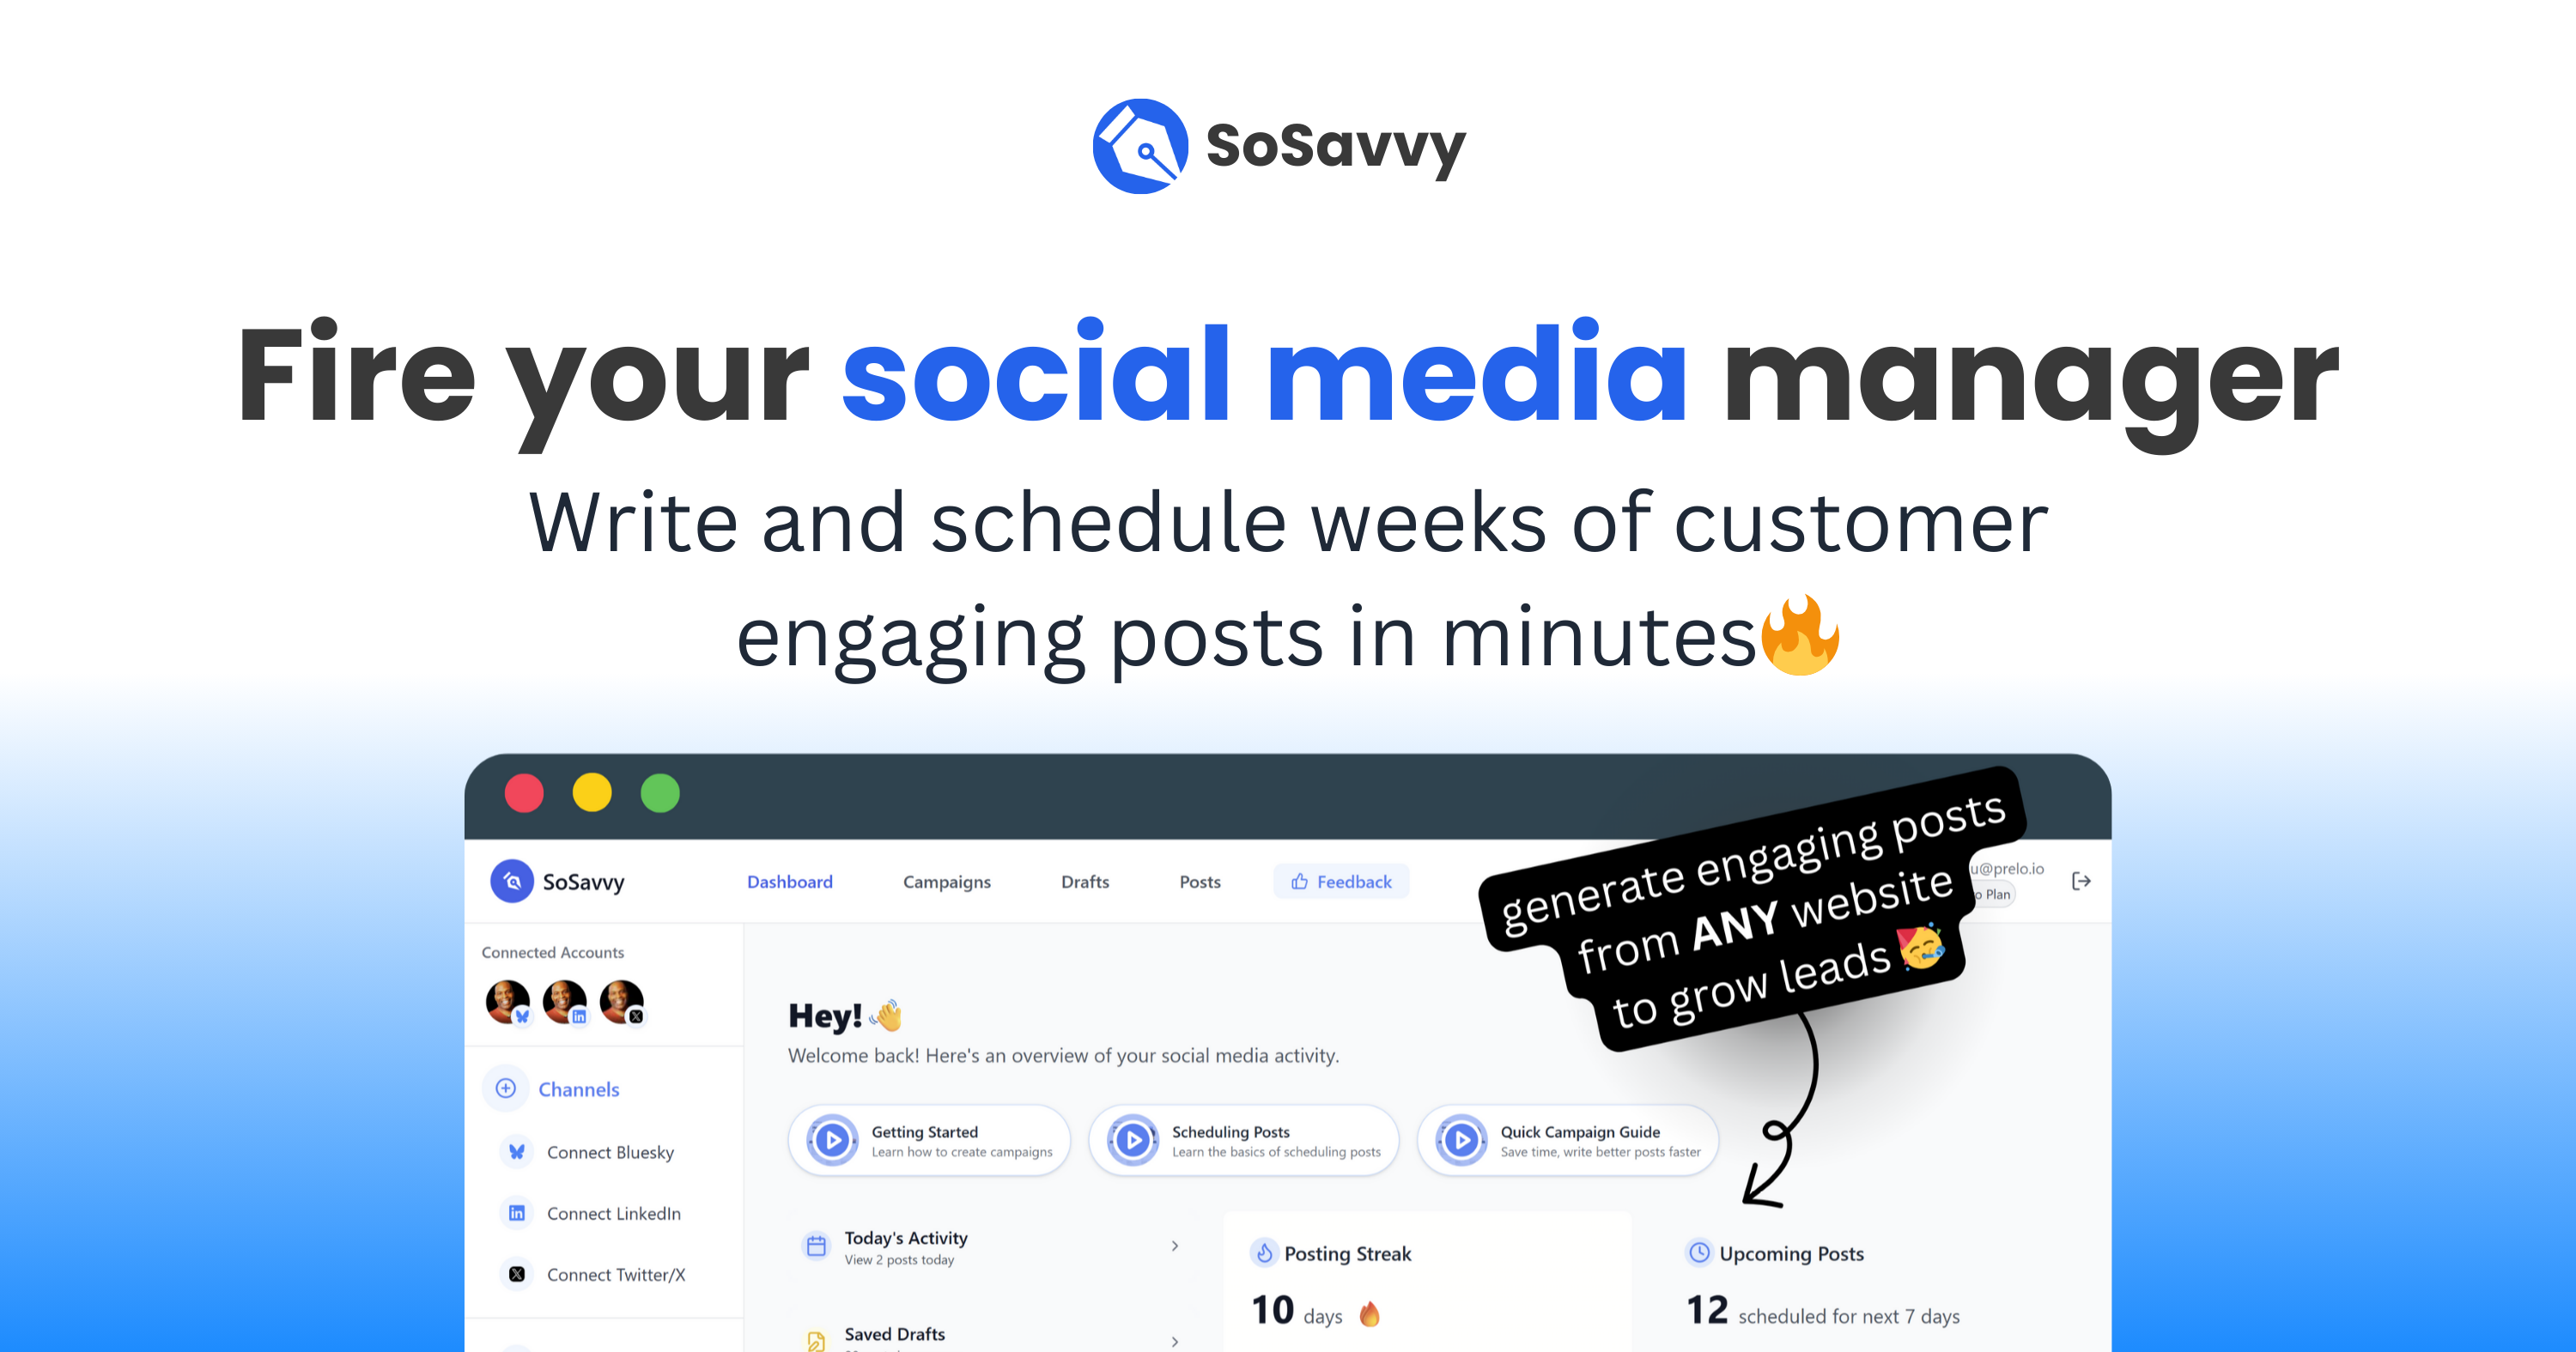 SoSavvy
Fire your social media manager
Write and schedule weeks of customer
engaging posts in minutes🔥
generate engaging posts
from ANY website
to grow leads 🥳
SoSavvy
Dashboard
Campaigns
Drafts
Posts
Feedback
u@prelo.io
o Plan
Connected Accounts
Channels
Connect Bluesky
Connect LinkedIn
Connect Twitter/X
Hey! 👋
Welcome back! Here's an overview of your social media activity.
Getting Started
Learn how to create campaigns
Scheduling Posts
Learn the basics of scheduling posts
Quick Campaign Guide
Save time, write better posts faster
Today's Activity
View 2 posts today
Saved Drafts
Posting Streak
10 days 🔥
Upcoming Posts
12 scheduled for next 7 days